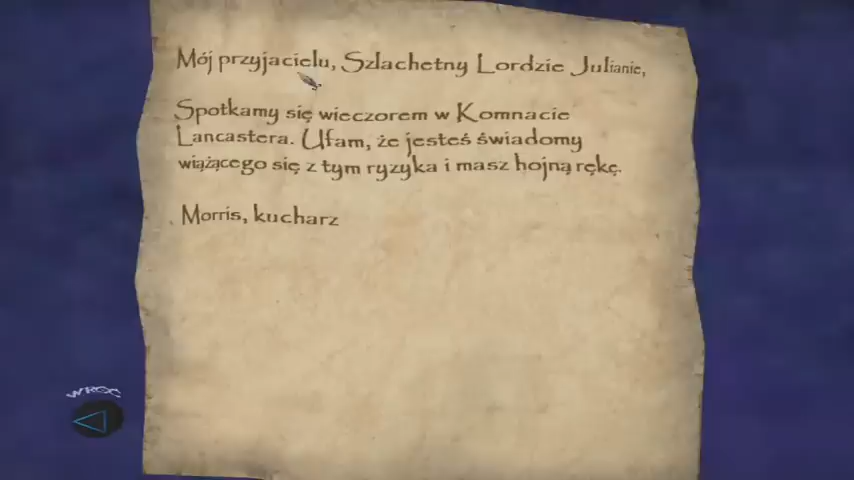 Mój przyjacielu, Szlachetny Lordzie Julianie,
Spotkamy się wieczorem w Komnacie
Lancastera. Ufam, że jesteś świadomy
wiążącego się z tym ryzyka i masz hojną rękę.
Morris, kucharz
WRÓĆ